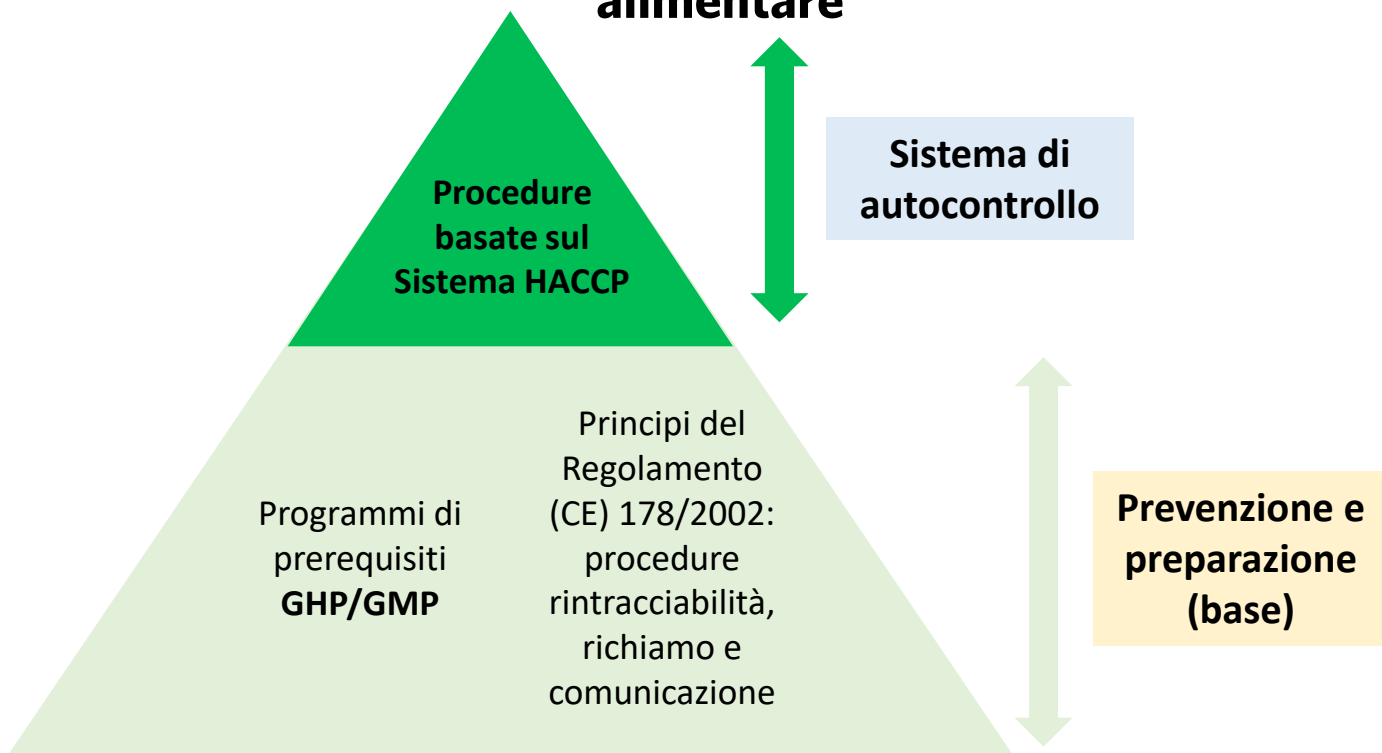 alimentare
Sistema di
autocontrollo
Procedure
basate sul
Sistema HACCP
Programmi di
prerequisiti
GHP/GMP
Principi del
Regolamento
(CE) 178/2002:
procedure
rintracciabilità,
richiamo e
comunicazione
Prevenzione e
preparazione
(base)